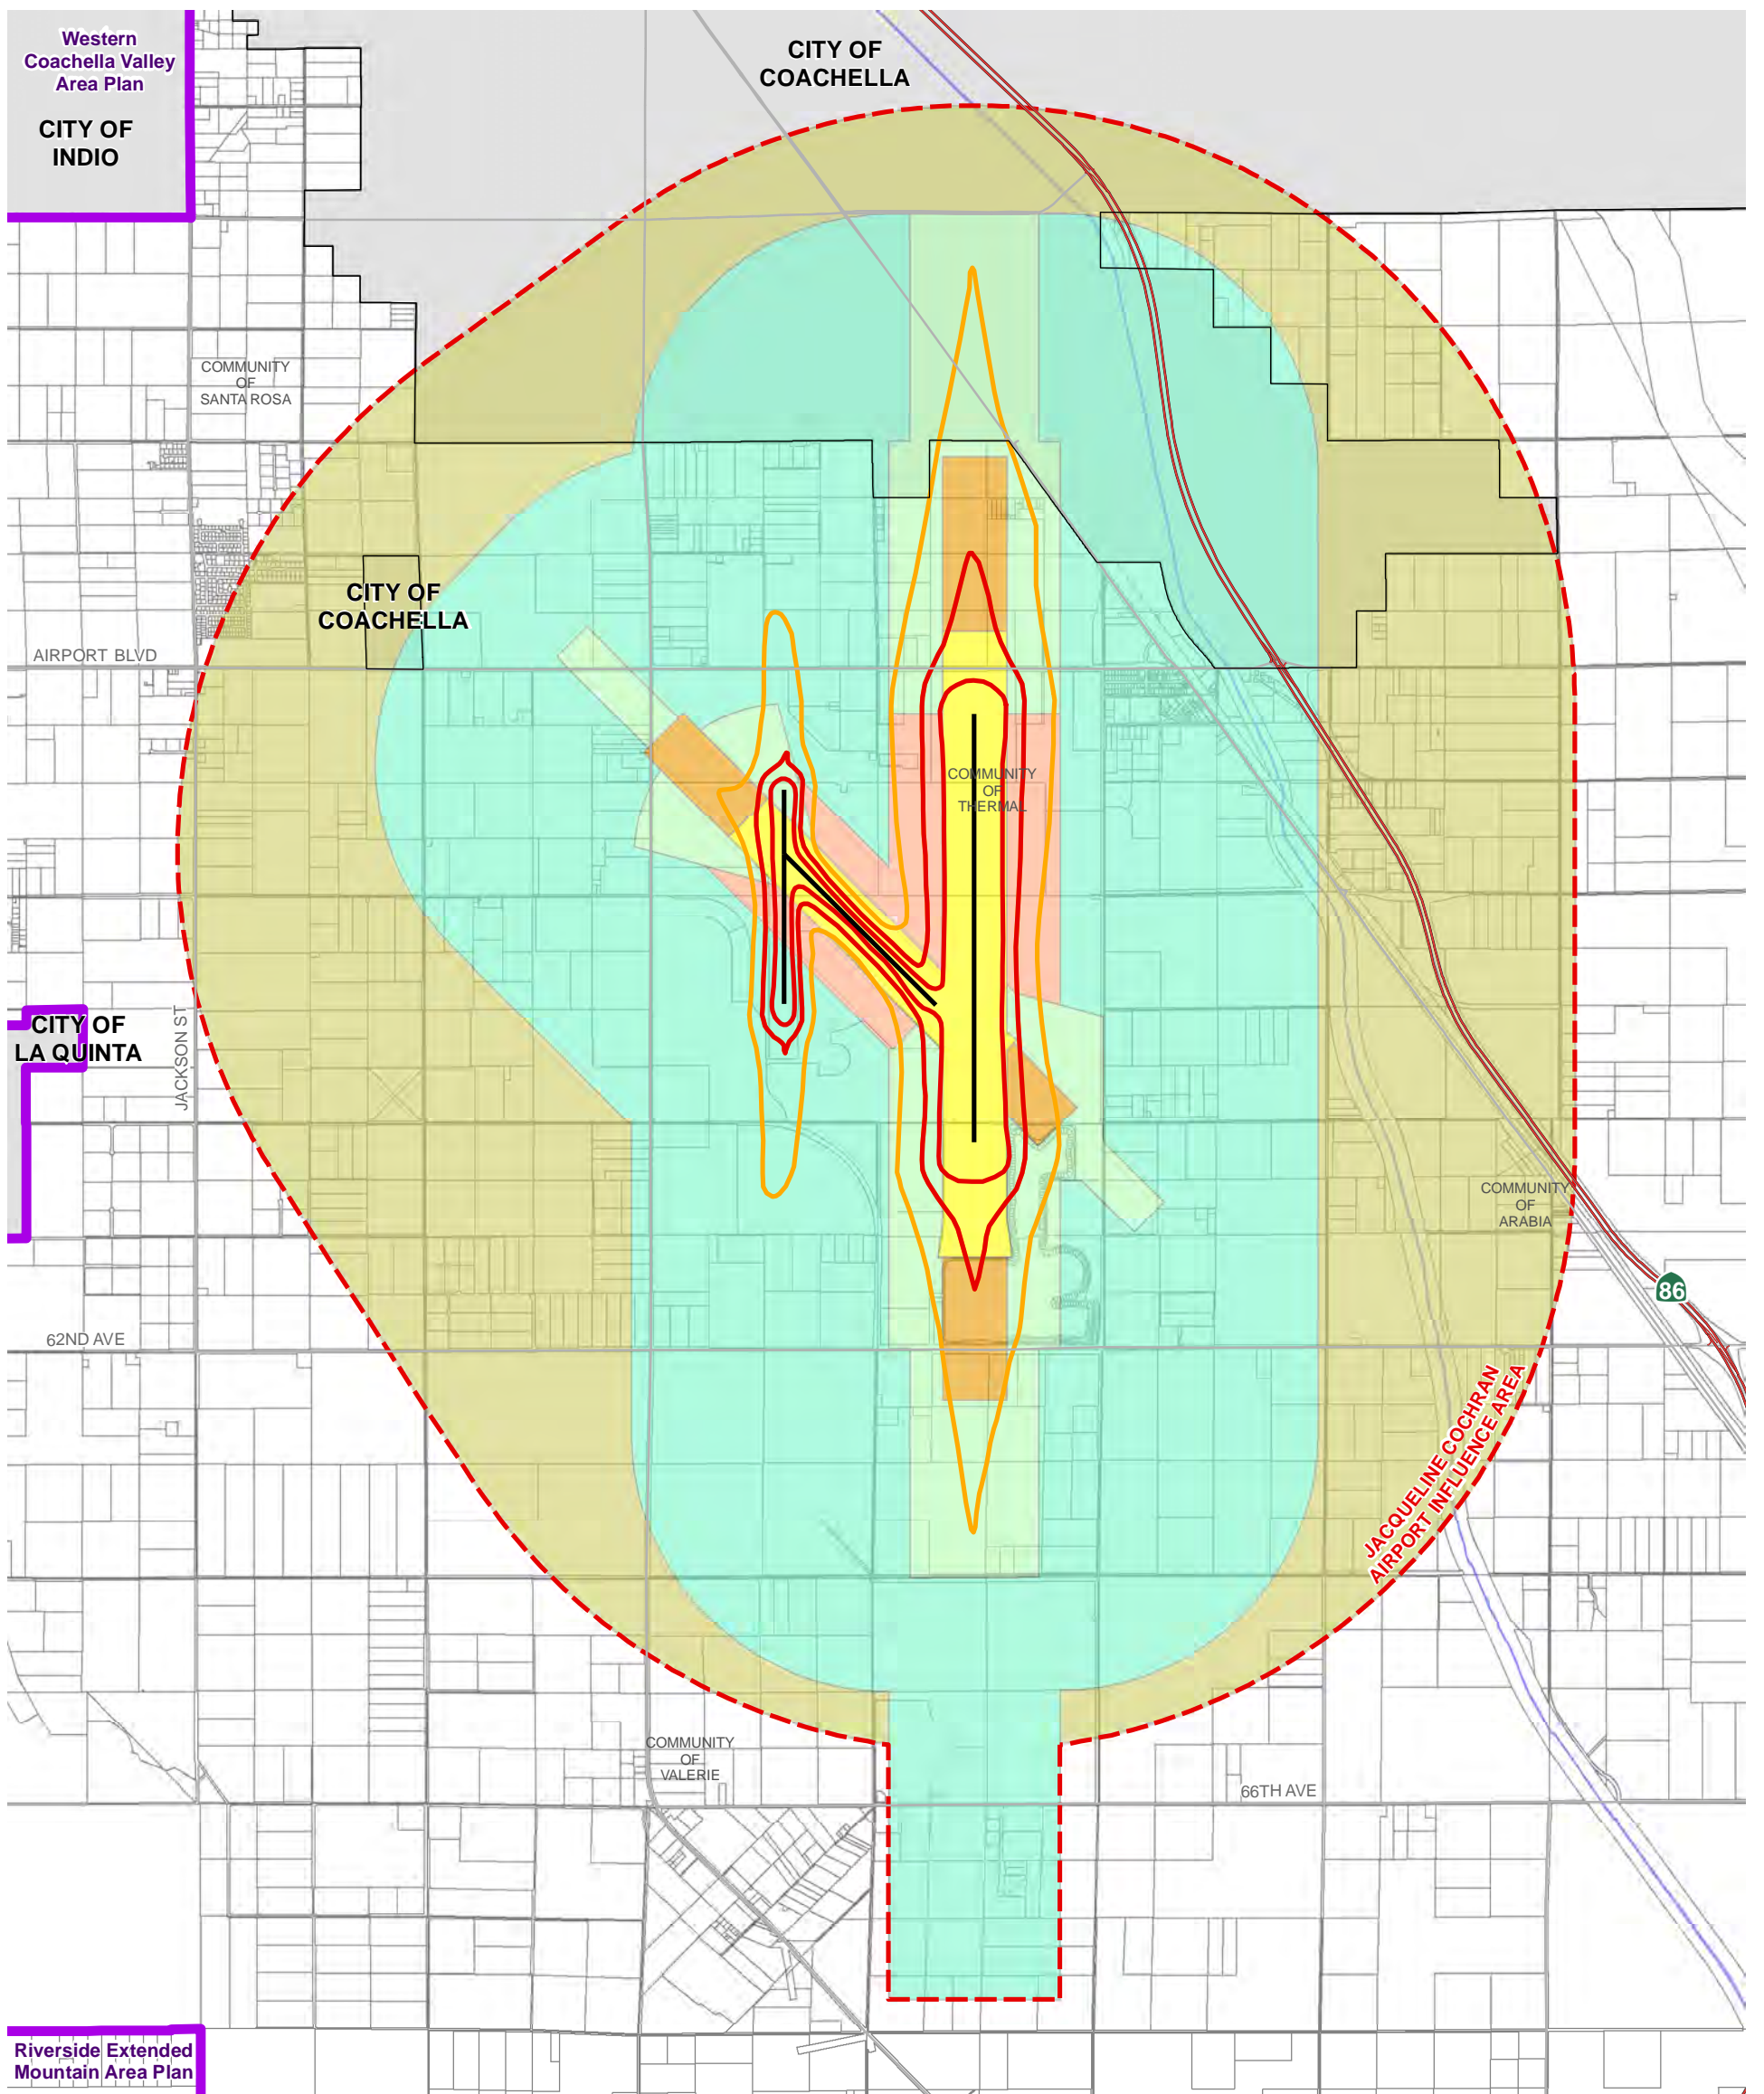 Western
Coachella Valley
Area Plan
CITY OF
INDIO
CITY OF
COACHELLA
COMMUNITY
OF
SANTA ROSA
CITY OF
COACHELLA
AIRPORT BLVD
COMMUNITY
OF
THERMAL
CITY OF
LA QUINTA
JACKSON ST
COMMUNITY
OF
ARABIA
86
62ND AVE
JACQUELINE COCHRAN
AIRPORT INFLUENCE AREA
COMMUNITY
OF
VALERIE
66TH AVE
Riverside Extended
Mountain Area Plan